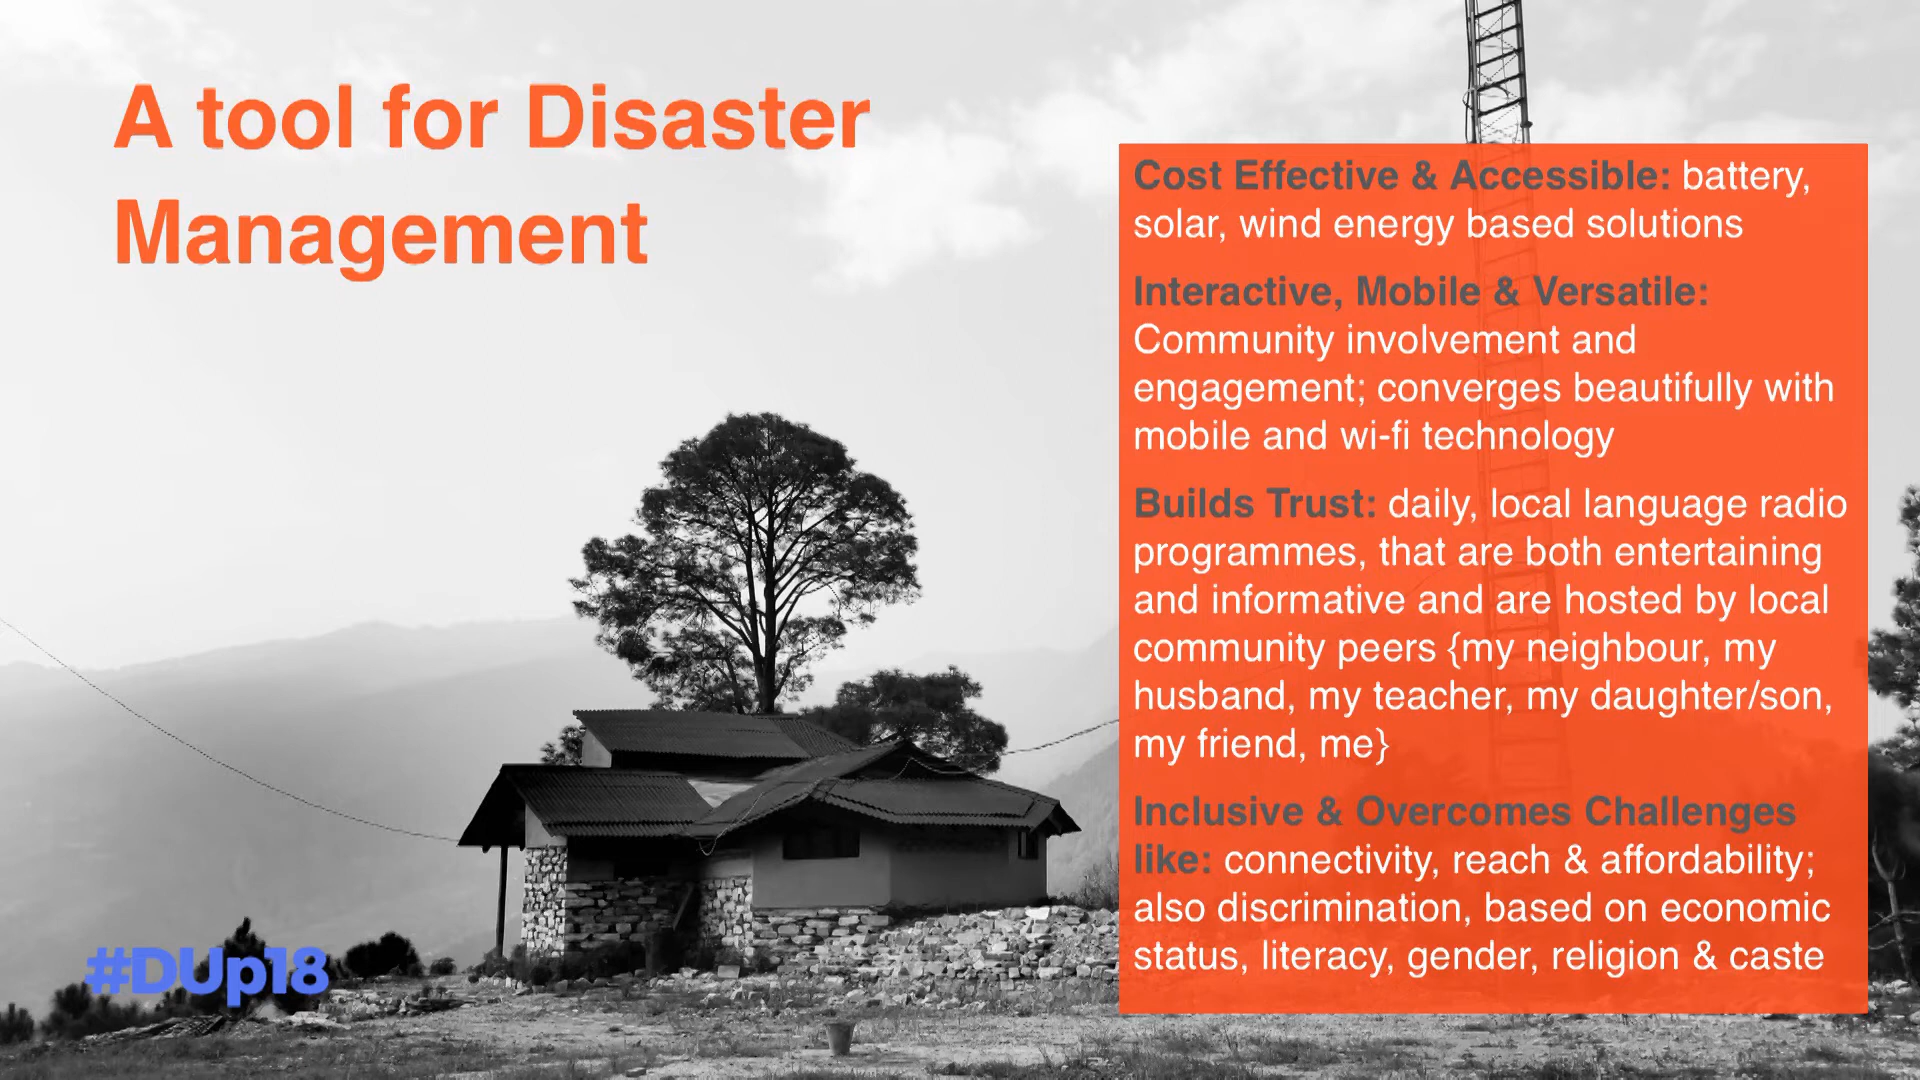 A tool for Disaster
Management
Cost Effective & Accessible: battery,
solar, wind energy based solutions
Interactive, Mobile & Versatile:
Community involvement and
engagement; converges beautifully with
mobile and wi-fi technology
Builds Trust: daily, local language radio
programmes, that are both entertaining
and informative and are hosted by local
community peers {my neighbour, my
husband, my teacher, my daughter/son,
my friend, me}
Inclusive & Overcomes Challenges
like: connectivity, reach & affordability;
also discrimination, based on economic
status, literacy, gender, religion & caste
#DUp18